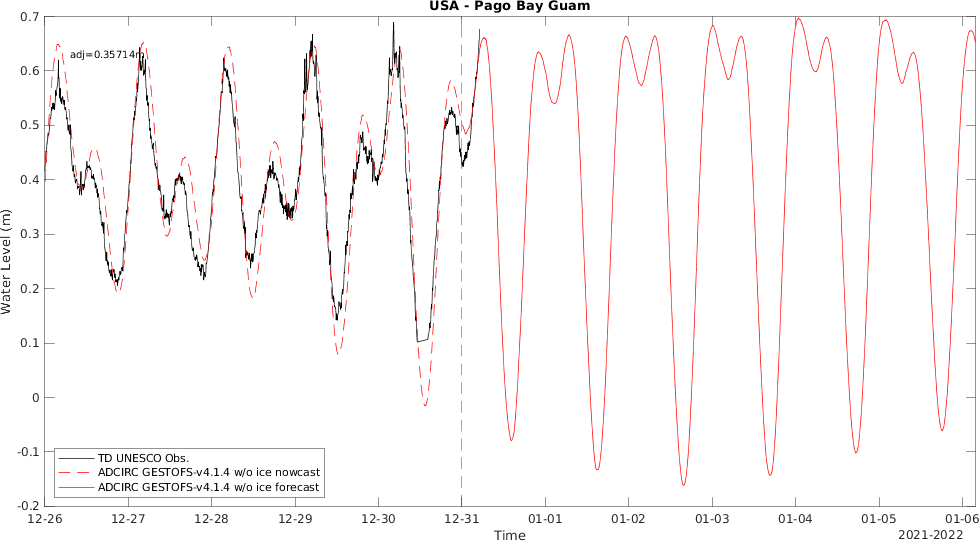 USA - Pago Bay Guam
adj=0.35714m
0.7
0.6
0.5
0.4
0.3
0.2
0.1
0
-0.1
-0.2
Water Level (m)
TD UNESCO Obs.
ADCIRC GESTOFS-v4.1.4 w/o ice nowcast
ADCIRC GESTOFS-v4.1.4 w/o ice forecast
12-26 12-27 12-28 12-29 12-30 12-31 01-01 01-02 01-03 01-04 01-05 01-06
Time
2021-2022